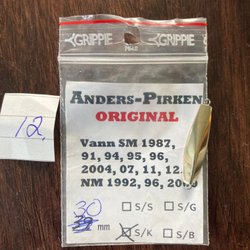 GRIPPIE GRIPPIE
ANDERS-PIRKEN
ORIGINAL
12.
Vann SM 1987,
91, 94, 95, 96,
2004, 07, 11, 12.
NM 1992, 96,
30
mm
S/S S/G
S/K S/B